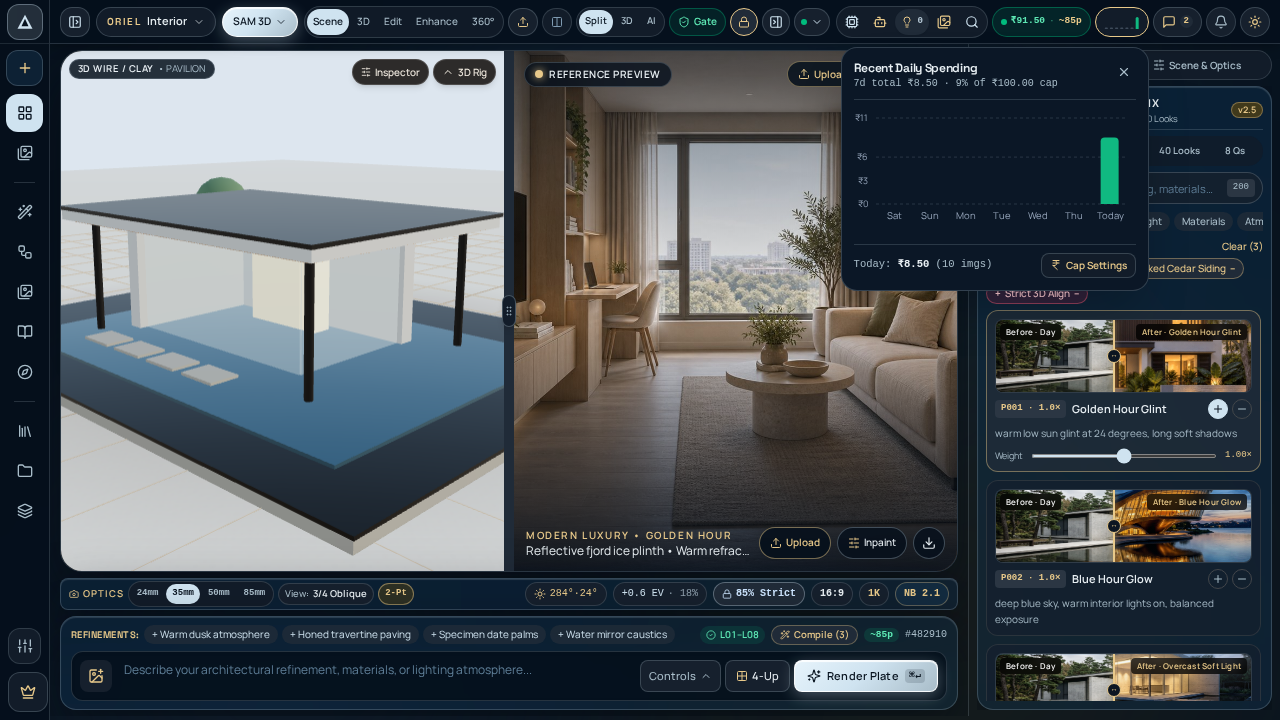 ORIEL Interior
SAM 3D
Scene 3D Edit Enhance 360°
Split 3D AI
Gate
0
₹91.50 · ~85p
2
3D WIRE / CLAY • PAVILION
Inspector
3D Rig
REFERENCE PREVIEW
MODERN LUXURY • GOLDEN HOUR
Reflective fjord ice plinth • Warm refrac...
Upload
Inpaint
Recent Daily Spending
7d total ₹8.50 · 9% of ₹100.00 cap
₹11
₹6
₹3
₹0
Sat Sun Mon Tue Wed Thu Today
Today: ₹8.50 (10 imgs)
₹ Cap Settings
Scene & Optics
v2.5
Looks
40 Looks 8 Qs
materials... 200
Materials
Clear (3)
Cedar Siding −
+ Strict 3D Align −
Before · Day After · Golden Hour Glint
P001 · 1.0× Golden Hour Glint
warm low sun glint at 24 degrees, long soft shadows
Weight 1.00×
Before · Day After · Blue Hour Glow
P002 · 1.0× Blue Hour Glow
deep blue sky, warm interior lights on, balanced
exposure
Before · Day After · Overcast Soft Light
OPTICS 24mm 35mm 50mm 85mm View: 3/4 Oblique 2-Pt
284°·24° +0.6 EV · 18% 85% Strict 16:9 1K NB 2.1
REFINEMENTS: + Warm dusk atmosphere + Honed travertine paving + Specimen date palms + Water mirror caustics
L01–L08 Compile (3) ~85p #482910
Describe your architectural refinement, materials, or lighting atmosphere...
Controls 4-Up Render Plate ⌘↵